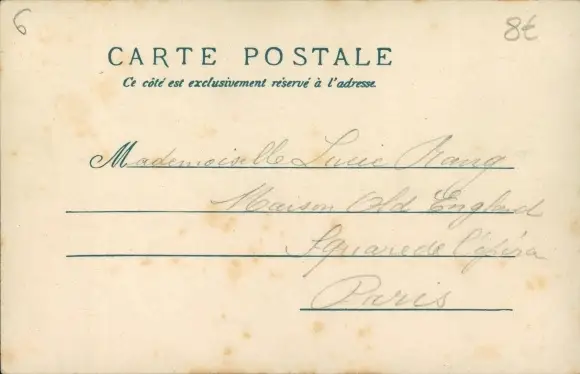 6
8€
CARTE POSTALE
Ce côté est exclusivement réservé à l'adresse.
Mademoiselle Lucie
Maison Old England
Square de l'opéra
Paris